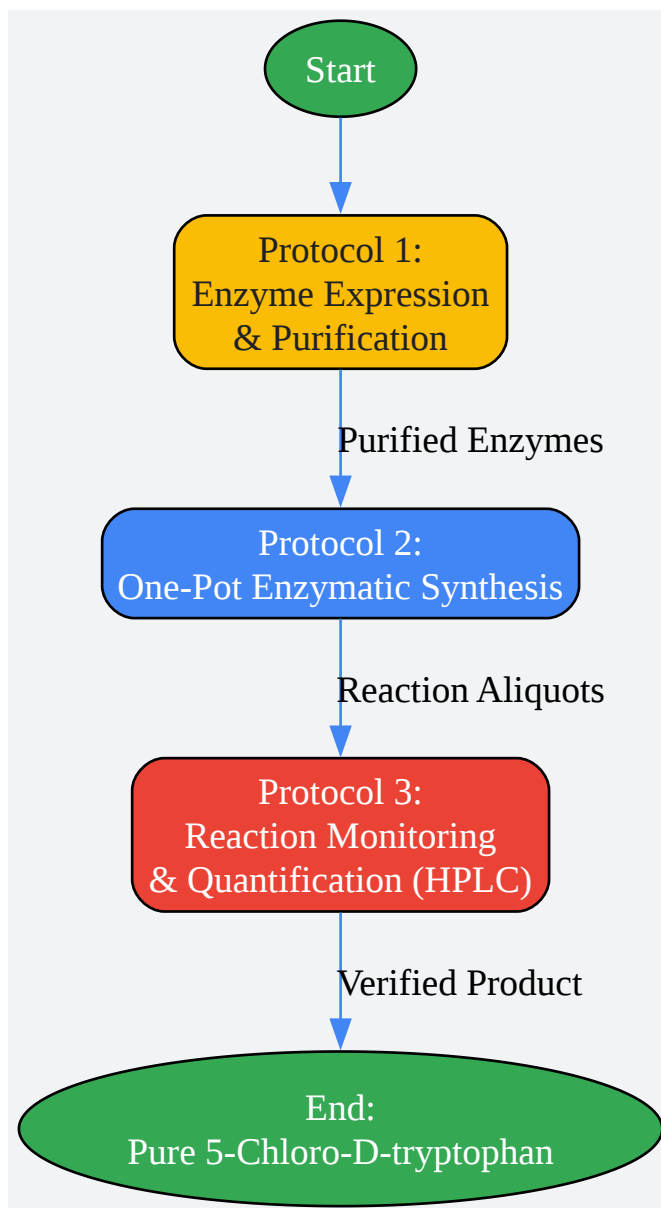 Start
Protocol 1:
Enzyme Expression
& Purification
Purified Enzymes
Protocol 2:
One-Pot Enzymatic Synthesis
Reaction Aliquots
Protocol 3:
Reaction Monitoring
& Quantification (HPLC)
Verified Product
End:
Pure 5-Chloro-D-tryptophan